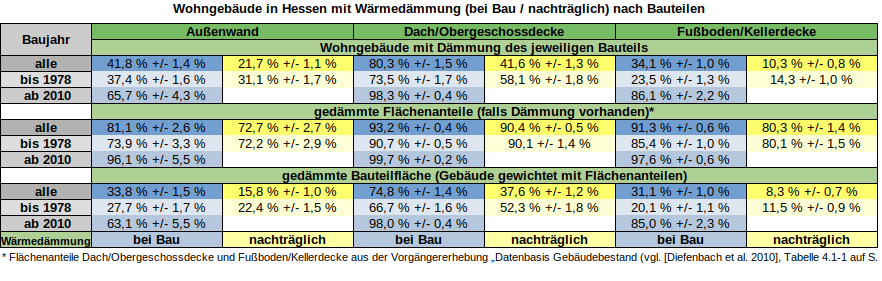 Wohngebäude in Hessen mit Wärmedämmung (bei Bau / nachträglich) nach Bauteilen
Baujahr Außenwand Dach/Obergeschossdecke Fußboden/Kellerdecke
Wohngebäude mit Dämmung des jeweiligen Bauteils
alle 41,8 % +/- 1,4 % 21,7 % +/- 1,1 % 80,3 % +/- 1,5 % 41,6 % +/- 1,3 % 34,1 % +/- 1,0 % 10,3 % +/- 0,8 %
bis 1978 37,4 % +/- 1,6 % 31,1 % +/- 1,7 % 73,5 % +/- 1,7 % 58,1 % +/- 1,8 % 23,5 % +/- 1,3 % 14,3 +/- 1,0 %
ab 2010 65,7 % +/- 4,3 % 98,3 % +/- 0,4 % 86,1 % +/- 2,2 %
gedämmte Flächenanteile (falls Dämmung vorhanden)*
alle 81,1 % +/- 2,6 % 72,7 % +/- 2,7 % 93,2 % +/- 0,4 % 90,4 % +/- 0,5 % 91,3 % +/- 0,6 % 80,3 % +/- 1,4 %
bis 1978 73,9 % +/- 3,3 % 72,2 % +/- 2,9 % 90,7 % +/- 0,5 % 90,1 +/- 1,4 % 85,4 % +/- 1,0 % 80,1 % +/- 1,5 %
ab 2010 96,1 % +/- 5,5 % 99,7 % +/- 0,2 % 97,6 % +/- 0,6 %
gedämmte Bauteilfläche (Gebäude gewichtet mit Flächenanteilen)
alle 33,8 % +/- 1,5 % 15,8 % +/- 1,0 % 74,8 % +/- 1,4 % 37,6 % +/- 1,2 % 31,1 % +/- 1,0 % 8,3 % +/- 0,7 %
bis 1978 27,7 % +/- 1,7 % 22,4 % +/- 1,5 % 66,7 % +/- 1,6 % 52,3 % +/- 1,8 % 20,1 % +/- 1,1 % 11,5 % +/- 0,9 %
ab 2010 63,1 % +/- 5,5 % 98,0 % +/- 0,4 % 85,0 % +/- 2,3 %
Wärmedämmung bei Bau nachträglich bei Bau nachträglich bei Bau nachträglich
* Flächenanteile Dach/Obergeschossdecke und Fußboden/Kellerdecke aus der Vorgängererhebung „Datenbasis Gebäudebestand (vgl. [Diefenbach et al. 2010], Tabelle 4.1-1 auf S.